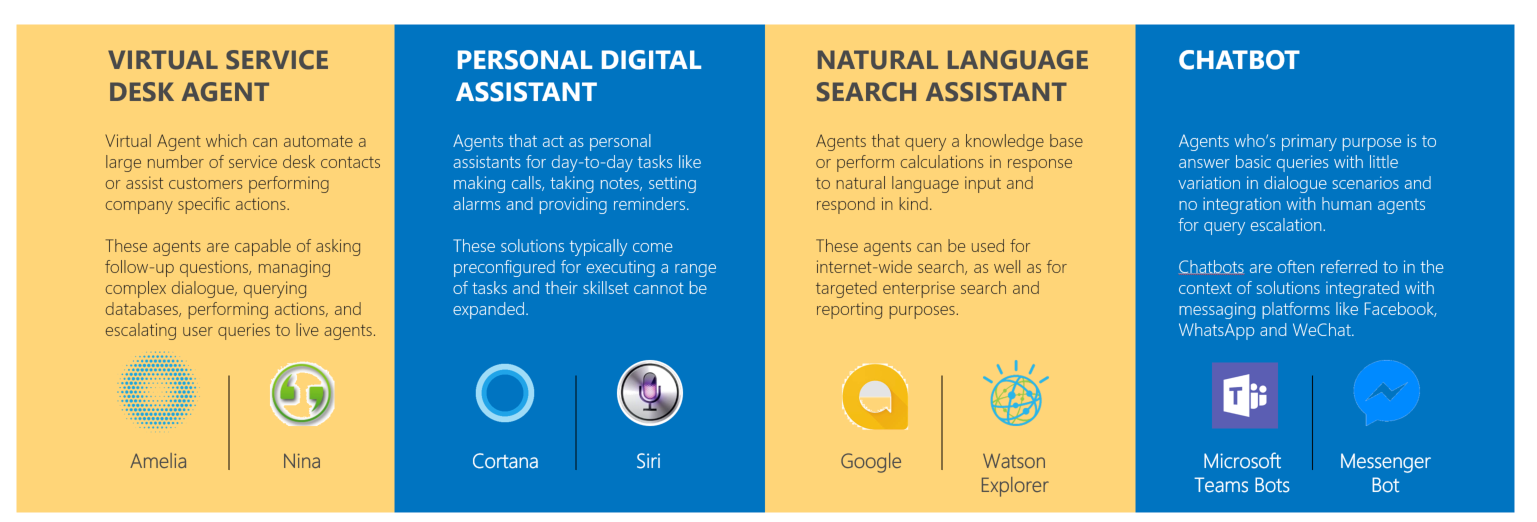 VIRTUAL SERVICE
DESK AGENT
Virtual Agent which can automate a
large number of service desk contacts
or assist customers performing
company specific actions.
These agents are capable of asking
follow-up questions, managing
complex dialogue, querying
databases, performing actions, and
escalating user queries to live agents.
Amelia
Nina
PERSONAL DIGITAL
ASSISTANT
Agents that act as personal
assistants for day-to-day tasks like
making calls, taking notes, setting
alarms and providing reminders.
These solutions typically come
preconfigured for executing a range
of tasks and their skillset cannot be
expanded.
Cortana
Siri
NATURAL LANGUAGE
SEARCH ASSISTANT
Agents that query a knowledge base
or perform calculations in response
to natural language input and
respond in kind.
These agents can be used for
internet-wide search, as well as for
targeted enterprise search and
reporting purposes.
Google
Watson
Explorer
CHATBOT
Agents who's primary purpose is to
answer basic queries with little
variation in dialogue scenarios and
no integration with human agents
for query escalation.
Chatbots are often referred to in the
context of solutions integrated with
messaging platforms like Facebook,
WhatsApp and WeChat.
T
Microsoft
Teams Bots
Messenger
Bot